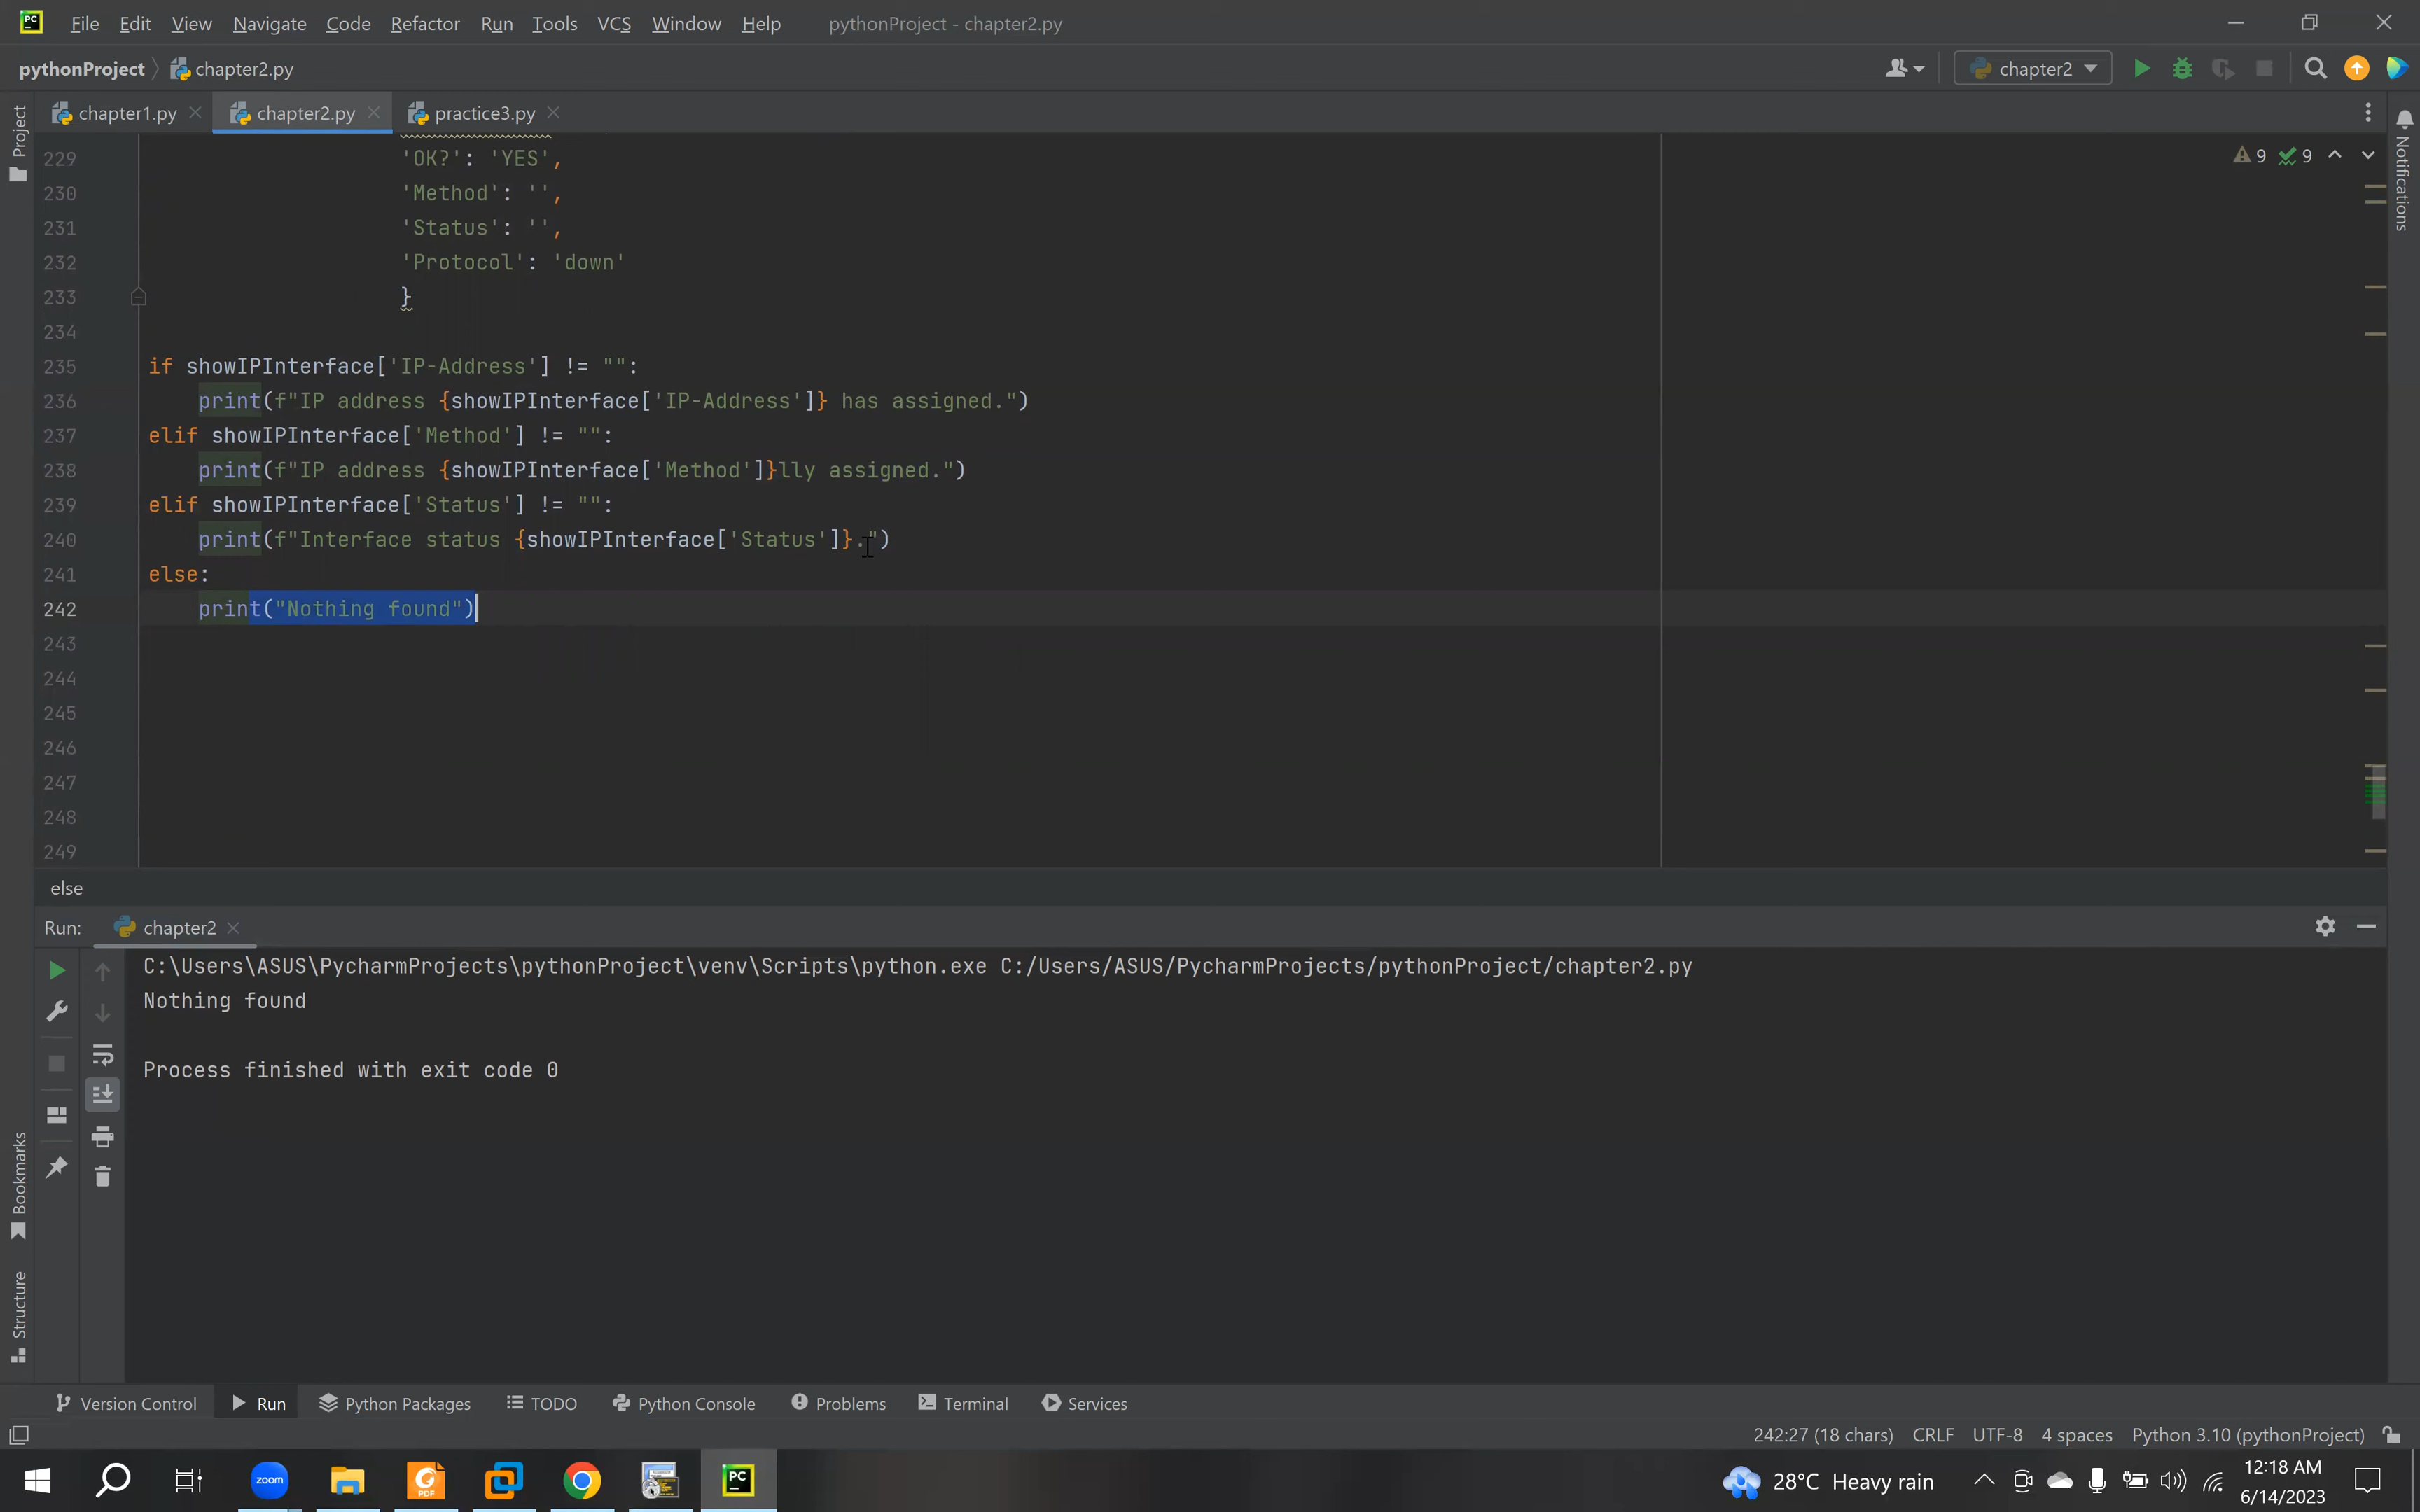 PC File Edit View Navigate Code Refactor Run Tools VCS Window Help pythonProject - chapter2.py
pythonProject chapter2.py chapter2
Project chapter1.py chapter2.py practice3.py
Notifications
9 9
229 'OK?': 'YES',
230 'Method': '',
231 'Status': '',
232 'Protocol': 'down'
233 }
234
235 if showIPInterface['IP-Address'] != "":
236 print(f"IP address {showIPInterface['IP-Address']} has assigned.")
237 elif showIPInterface['Method'] != "":
238 print(f"IP address {showIPInterface['Method']}lly assigned.")
239 elif showIPInterface['Status'] != "":
240 print(f"Interface status {showIPInterface['Status']}.")
241 else:
242 print("Nothing found")
243
244
245
246
247
248
249
else
Run: chapter2
C:\Users\ASUS\PycharmProjects\pythonProject\venv\Scripts\python.exe C:/Users/ASUS/PycharmProjects/pythonProject/chapter2.py
Nothing found
Process finished with exit code 0
Bookmarks
Structure
Version Control Run Python Packages TODO Python Console Problems Terminal Services
242:27 (18 chars) CRLF UTF-8 4 spaces Python 3.10 (pythonProject)
zoom PDF PC 28°C Heavy rain 12:18 AM
6/14/2023